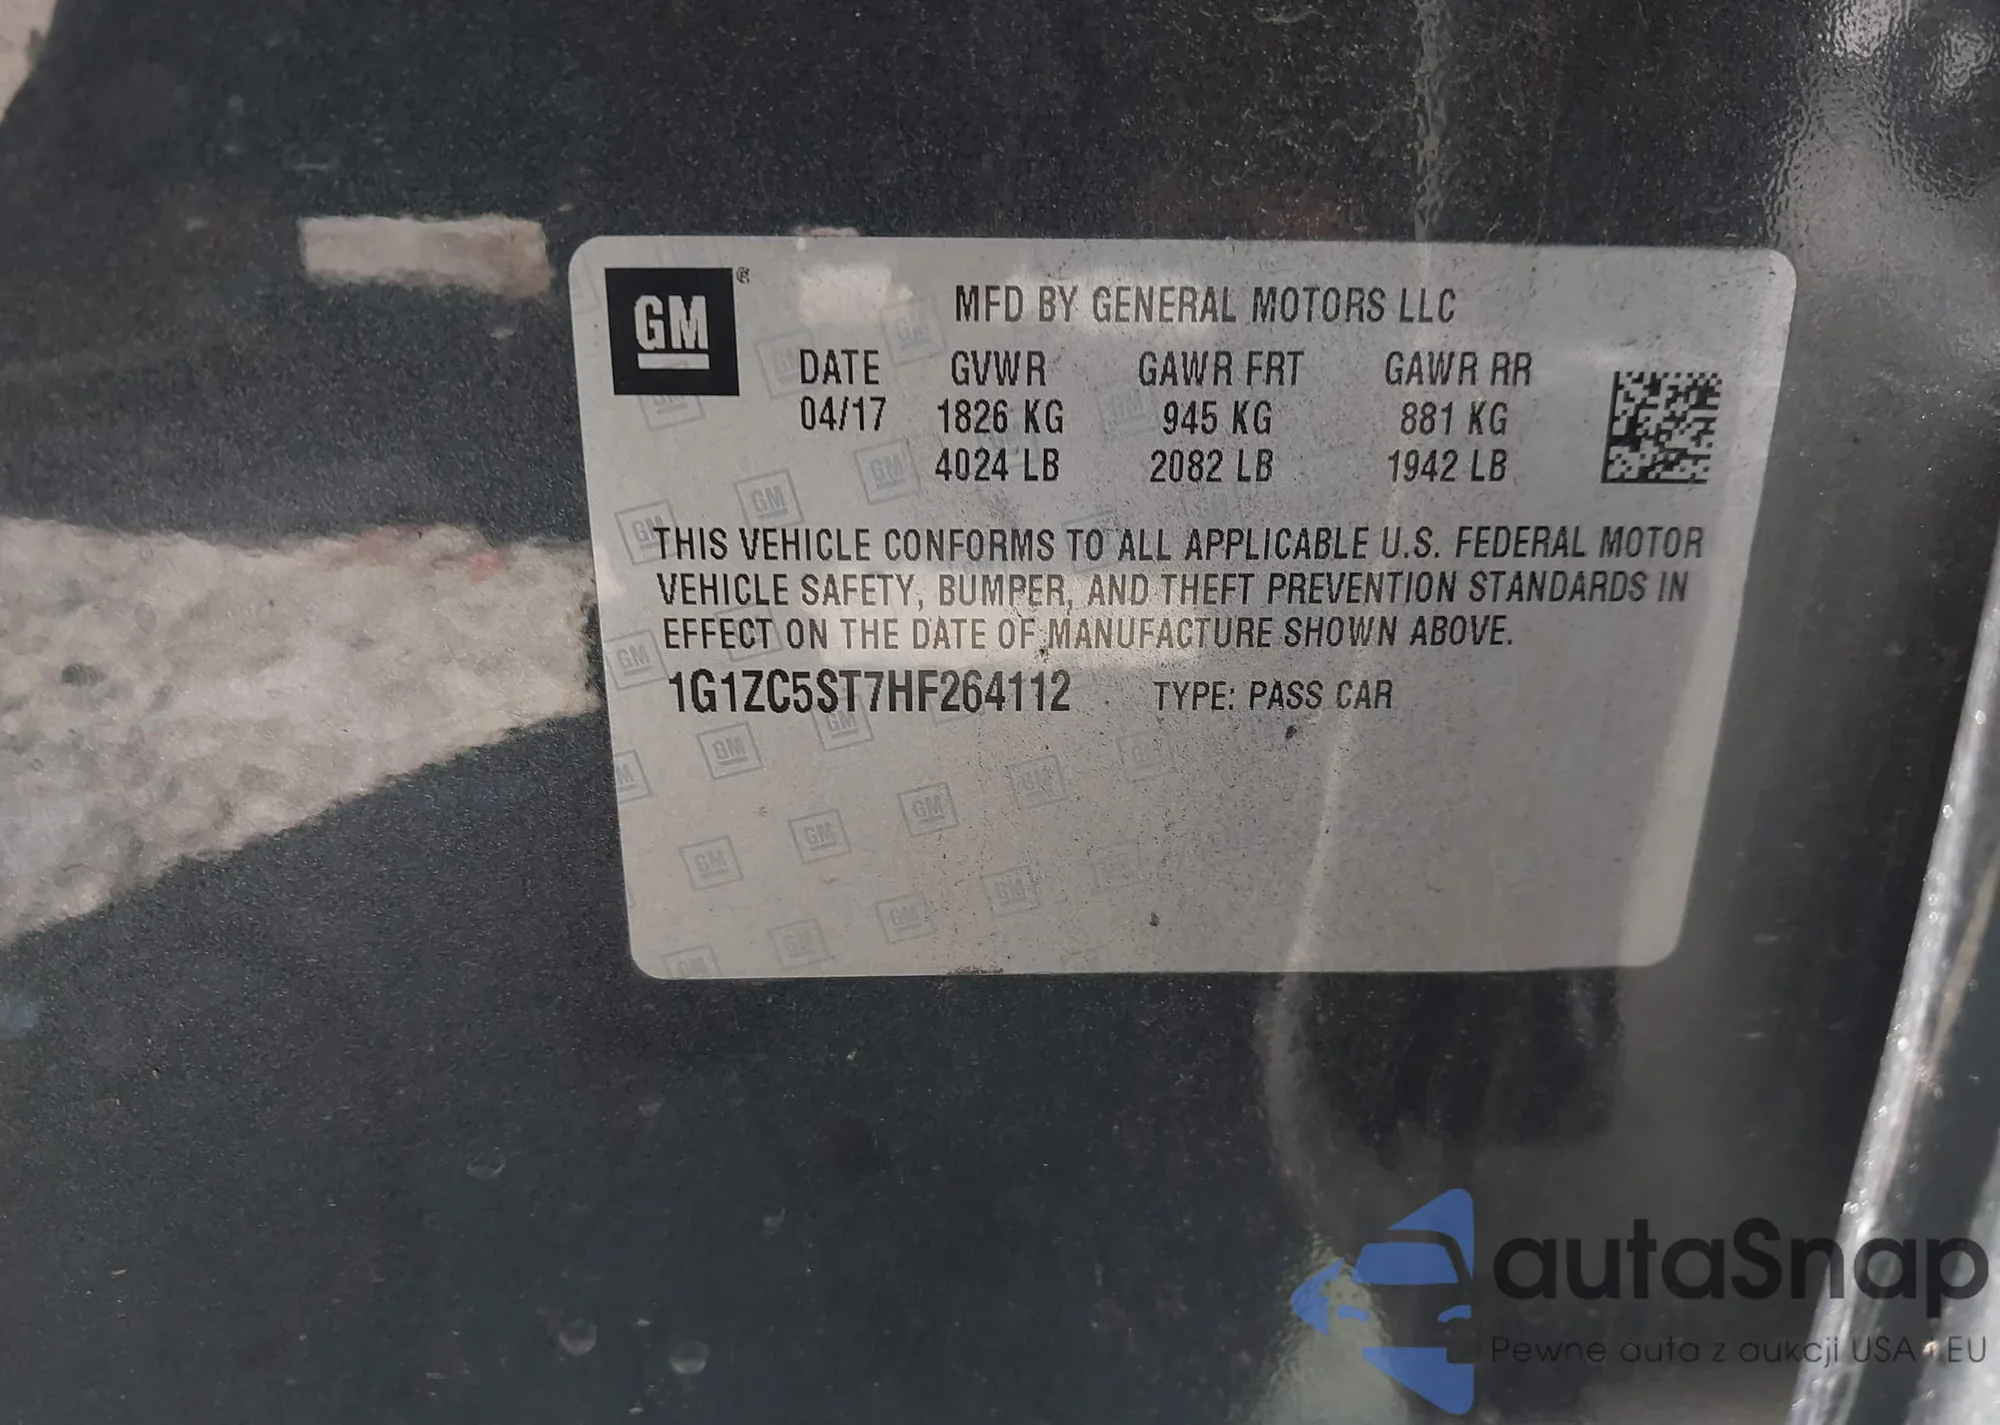 GM
MFD BY GENERAL MOTORS LLC
DATE GVWR GAWR FRT GAWR RR
04/17 1826 KG 945 KG 881 KG
4024 LB 2082 LB 1942 LB
THIS VEHICLE CONFORMS TO ALL APPLICABLE U.S. FEDERAL MOTOR
VEHICLE SAFETY, BUMPER, AND THEFT PREVENTION STANDARDS IN
EFFECT ON THE DATE OF MANUFACTURE SHOWN ABOVE.
1G1ZC5ST7HF264112 TYPE: PASS CAR
autaSnap
Pewne auta z aukcji USA i EU